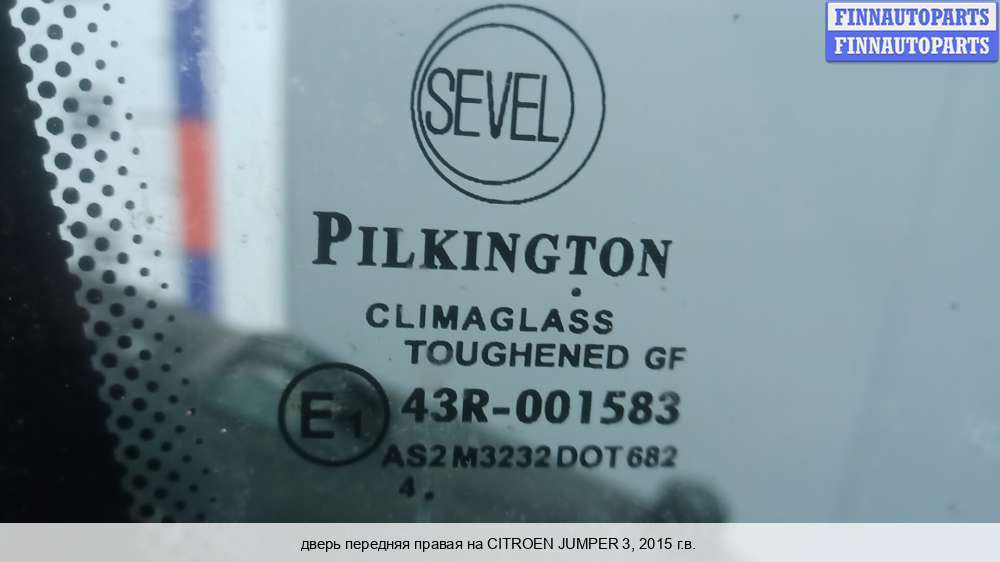 FINNAUTOPARTS
FINNAUTOPARTS
SEVEL
PILKINGTON
CLIMAGLASS
TOUGHENED GF
E1 43R-001583
AS2 M3232 DOT 682
4 .
дверь передняя правая на CITROEN JUMPER 3, 2015 г.в.